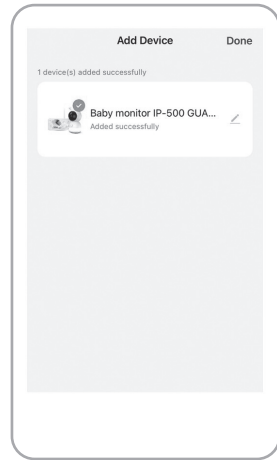 Add Device Done
1 device(s) added successfully
Baby monitor IP-500 GUA...
Added successfully